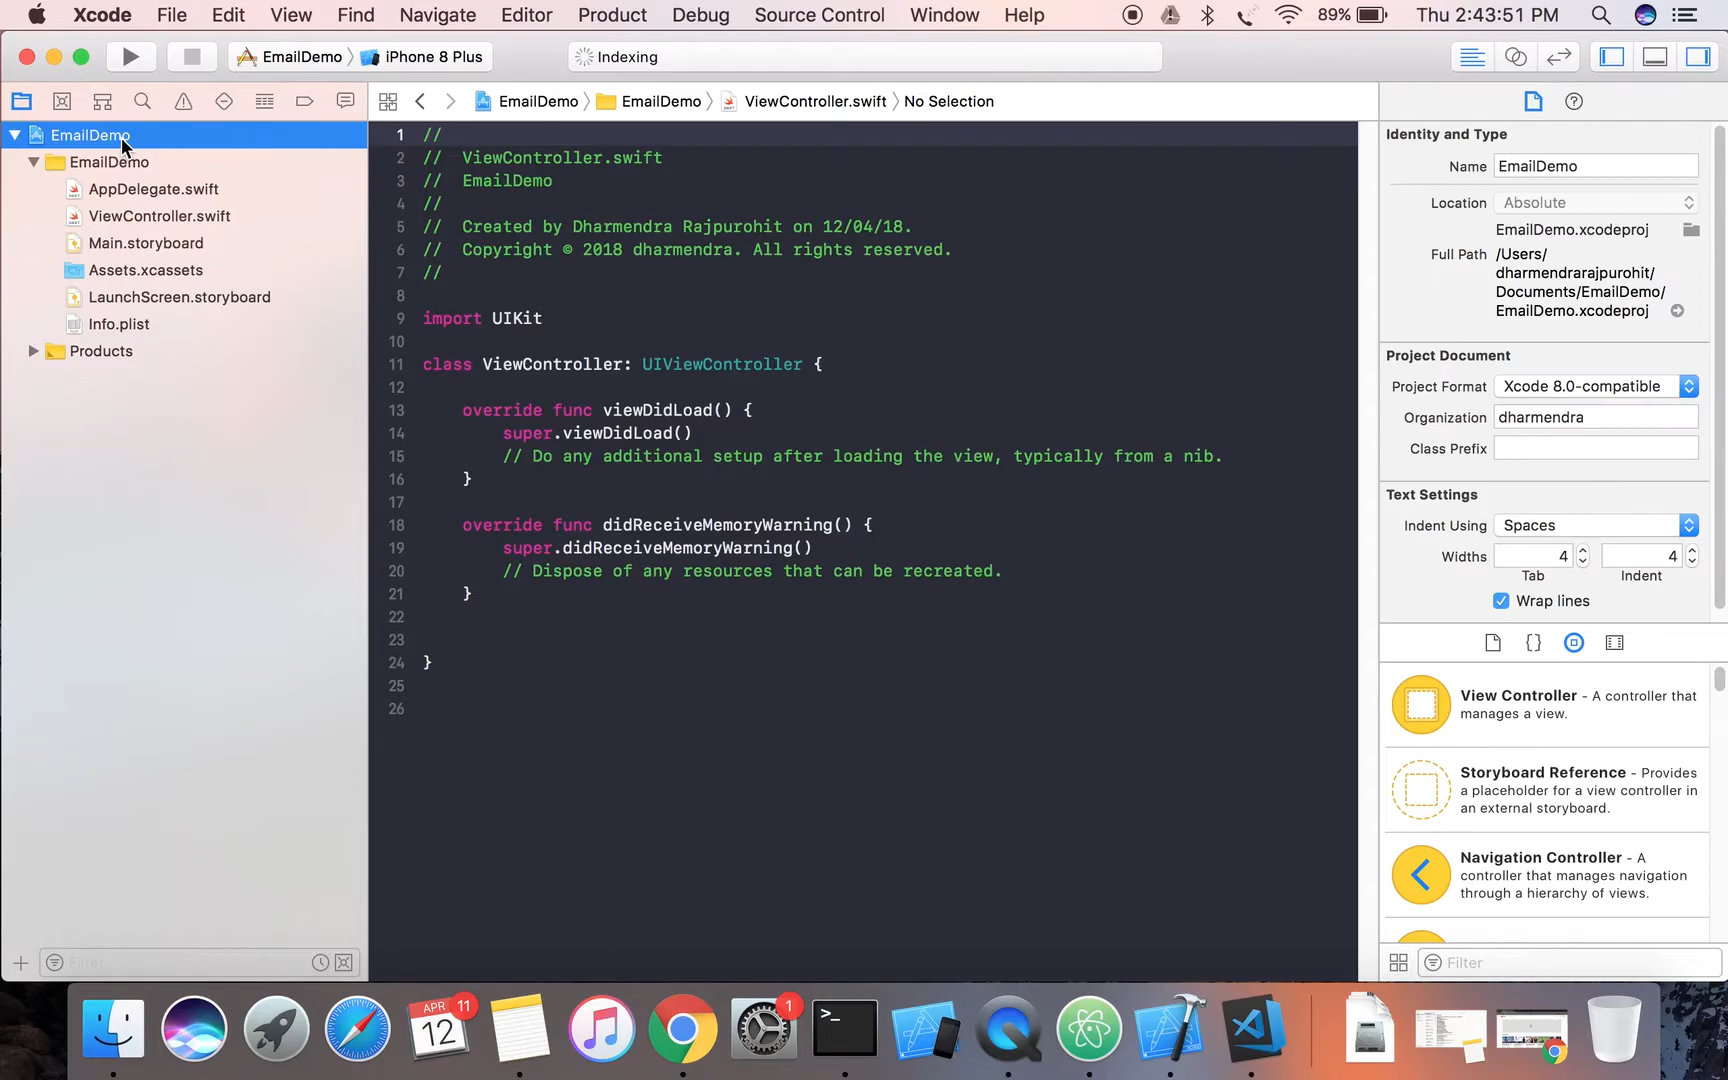 Xcode File Edit View Find Navigate Editor Product Debug Source Control Window Help 89% Thu 2:43:51 PM
EmailDemo iPhone 8 Plus Indexing
EmailDemo EmailDemo ViewController.swift No Selection
EmailDemo
EmailDemo
AppDelegate.swift
ViewController.swift
Main.storyboard
Assets.xcassets
LaunchScreen.storyboard
Info.plist
Products
Filter
1 //
2 // ViewController.swift
3 // EmailDemo
4 //
5 // Created by Dharmendra Rajpurohit on 12/04/18.
6 // Copyright © 2018 dharmendra. All rights reserved.
7 //
8
9 import UIKit
10
11 class ViewController: UIViewController {
12
13 override func viewDidLoad() {
14 super.viewDidLoad()
15 // Do any additional setup after loading the view, typically from a nib.
16 }
17
18 override func didReceiveMemoryWarning() {
19 super.didReceiveMemoryWarning()
20 // Dispose of any resources that can be recreated.
21 }
22
23
24 }
25
26
Identity and Type
Name EmailDemo
Location Absolute
EmailDemo.xcodeproj
Full Path /Users/
dharmendrarajpurohit/
Documents/EmailDemo/
EmailDemo.xcodeproj
Project Document
Project Format Xcode 8.0-compatible
Organization dharmendra
Class Prefix
Text Settings
Indent Using Spaces
Widths 4 4
Tab Indent
Wrap lines
View Controller - A controller that
manages a view.
Storyboard Reference - Provides
a placeholder for a view controller in
an external storyboard.
Navigation Controller - A
controller that manages navigation
through a hierarchy of views.
Filter
APR 11
12
1
>_